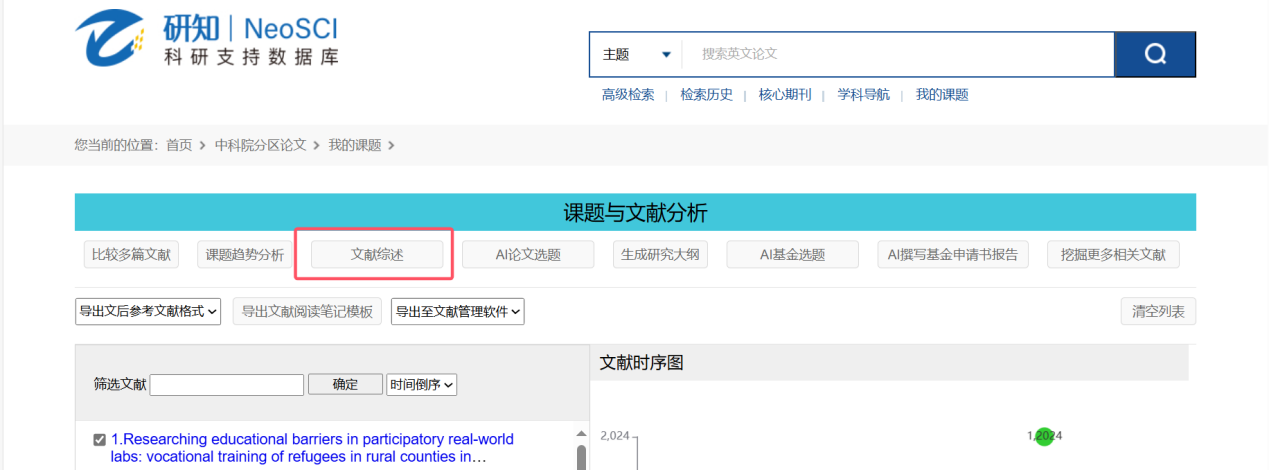 研知 | NeoSCI
科研支持数据库
主题 搜索英文论文
高级检索 | 检索历史 | 核心期刊 | 学科导航 | 我的课题
您当前的位置：首页 > 中科院分区论文 > 我的课题 >
课题与文献分析
比较多篇文献 课题趋势分析 文献综述 AI论文选题 生成研究大纲 AI基金选题 AI撰写基金申请书报告 挖掘更多相关文献
导出文后参考文献格式 导出文献阅读笔记模板 导出至文献管理软件 清空列表
文献时序图
筛选文献 确定 时间倒序
1.Researching educational barriers in participatory real-world
labs: vocational training of refugees in rural counties in…
2,024
1,2024